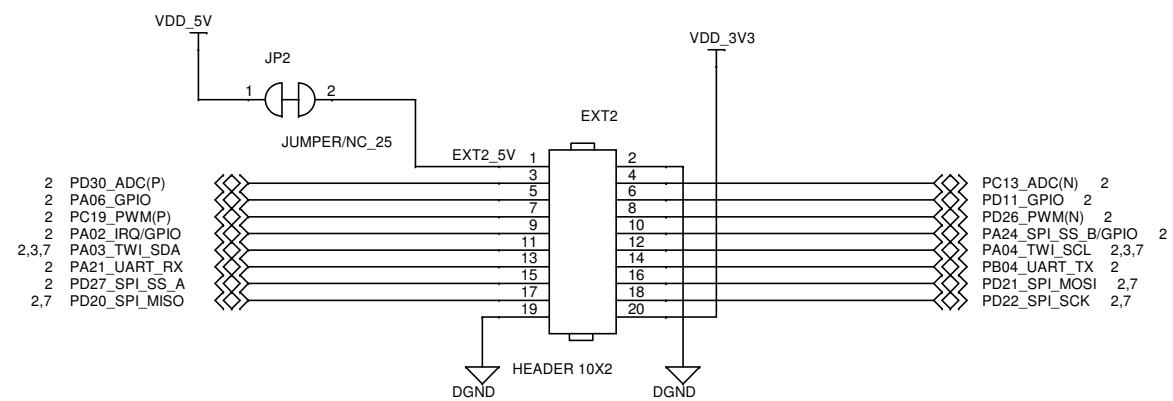 VDD_5V
VDD_3V3
JP2
1 2
EXT2
JUMPER/NC_25
EXT2_5V 1 2
3 4
2 PD30_ADC(P) PC13_ADC(N) 2
5 6
2 PA06_GPIO PD11_GPIO 2
7 8
2 PC19_PWM(P) PD26_PWM(N) 2
9 10
2 PA02_IRQ/GPIO PA24_SPI_SS_B/GPIO 2
11 12
2,3,7 PA03_TWI_SDA PA04_TWI_SCL 2,3,7
13 14
2 PA21_UART_RX PB04_UART_TX 2
15 16
2 PD27_SPI_SS_A PD21_SPI_MOSI 2,7
17 18
2,7 PD20_SPI_MISO PD22_SPI_SCK 2,7
19 20
HEADER 10X2
DGND DGND